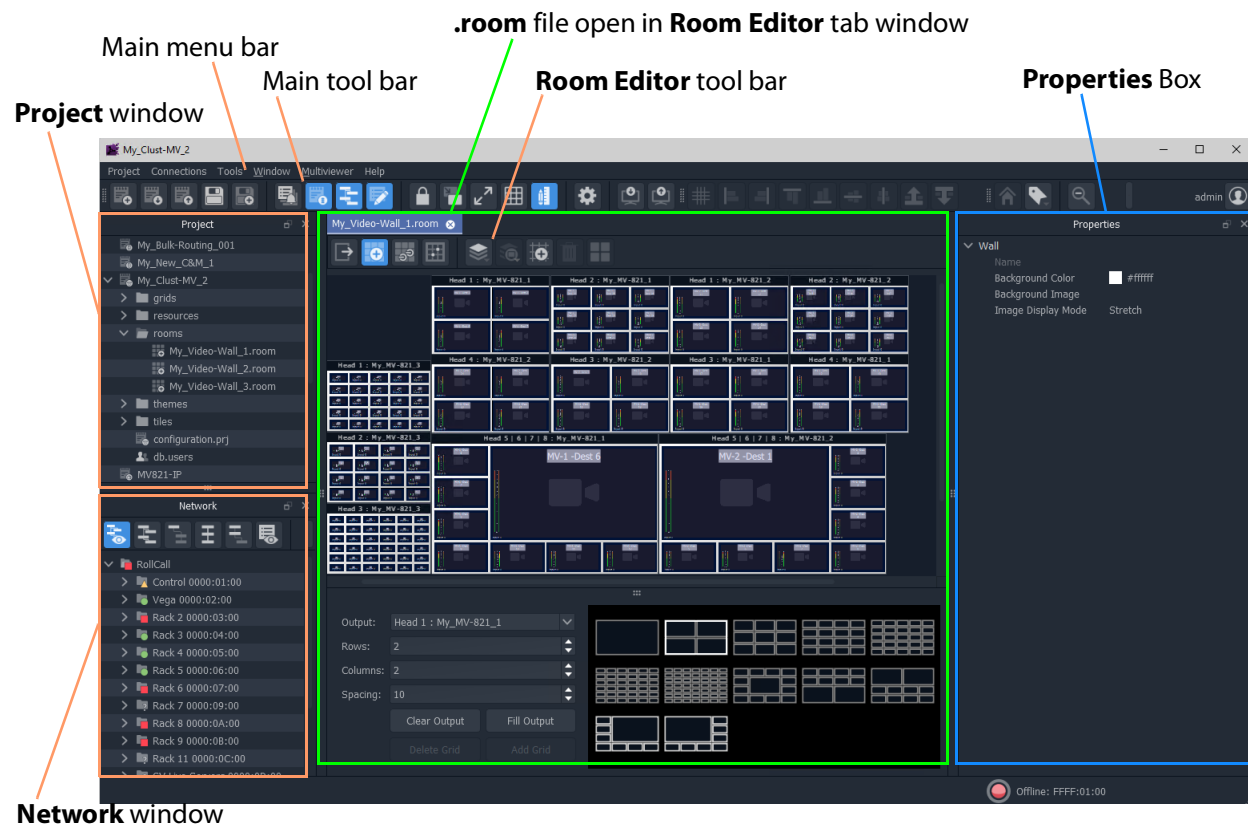 .room file open in Room Editor tab window
Main menu bar
Main tool bar
Room Editor tool bar
Properties Box
Project window
My_Clust-MV_2
Project Connections Tools Window Multiviewer Help
admin
Project
My_Bulk-Routing_001
My_New_C&M_1
My_Clust-MV_2
grids
resources
rooms
My_Video-Wall_1.room
My_Video-Wall_2.room
My_Video-Wall_3.room
themes
tiles
configuration.prj
db.users
MV821-IP
Network
RollCall
Control 0000:01:00
Vega 0000:02:00
Rack 2 0000:03:00
Rack 3 0000:04:00
Rack 4 0000:05:00
Rack 5 0000:06:00
Rack 6 0000:07:00
Rack 7 0000:09:00
Rack 8 0000:0A:00
Rack 9 0000:0B:00
Rack 11 0000:0C:00
My_Video-Wall_1.room
Head 1 : My_MV-821_1
Head 2 : My_MV-821_1
Head 1 : My_MV-821_2
Head 2 : My_MV-821_2
Head 4 : My_MV-821_2
Head 3 : My_MV-821_2
Head 3 : My_MV-821_1
Head 4 : My_MV-821_1
Head 1 : My_MV-821_3
Head 2 : My_MV-821_3
Head 3 : My_MV-821_3
Head 5 | 6 | 7 | 8 : My_MV-821_1
Head 5 | 6 | 7 | 8 : My_MV-821_2
MV-1 -Dest 6
MV-2 -Dest 1
Output: Head 1 : My_MV-821_1
Rows: 2
Columns: 2
Spacing: 10
Clear Output Fill Output
Delete Grid Add Grid
Properties
Wall
Name
Background Color #ffffff
Background Image
Image Display Mode Stretch
Offline: FFFF:01:00
Network window